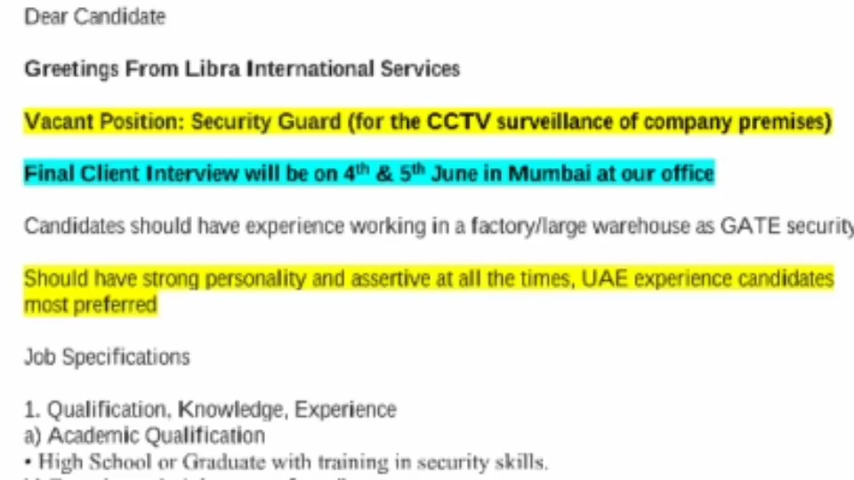 Dear Candidate
Greetings From Libra International Services
Vacant Position: Security Guard (for the CCTV surveillance of company premises)
Final Client Interview will be on 4th & 5th June in Mumbai at our office
Candidates should have experience working in a factory/large warehouse as GATE security
Should have strong personality and assertive at all the times, UAE experience candidates
most preferred
Job Specifications
1. Qualification, Knowledge, Experience
a) Academic Qualification
• High School or Graduate with training in security skills.